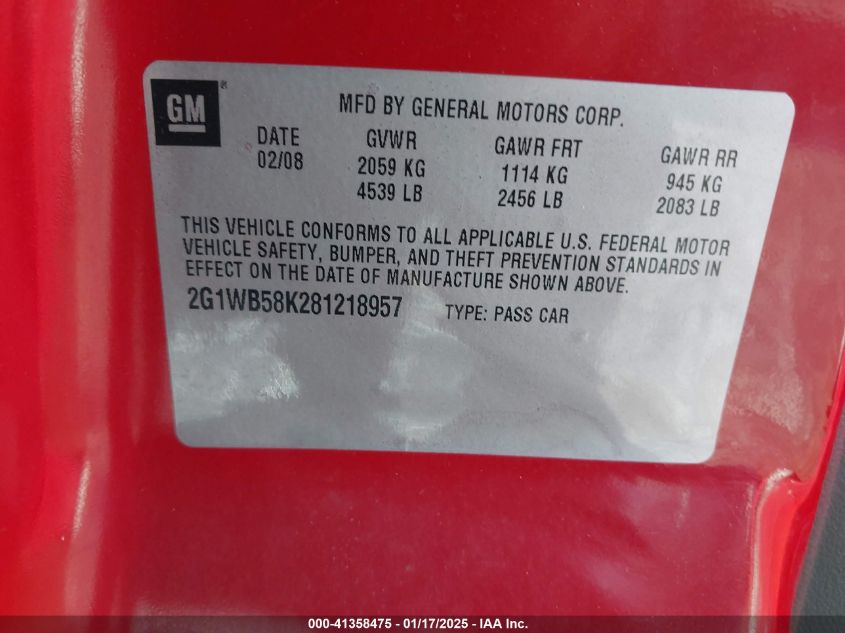 GM ®
MFD BY GENERAL MOTORS CORP.
DATE GVWR GAWR FRT GAWR RR
02/08 2059 KG 1114 KG 945 KG
4539 LB 2456 LB 2083 LB
THIS VEHICLE CONFORMS TO ALL APPLICABLE U.S. FEDERAL MOTOR
VEHICLE SAFETY, BUMPER, AND THEFT PREVENTION STANDARDS IN
EFFECT ON THE DATE OF MANUFACTURE SHOWN ABOVE.
2G1WB58K281218957 TYPE: PASS CAR
000-41358475 - 01/17/2025 - IAA Inc.